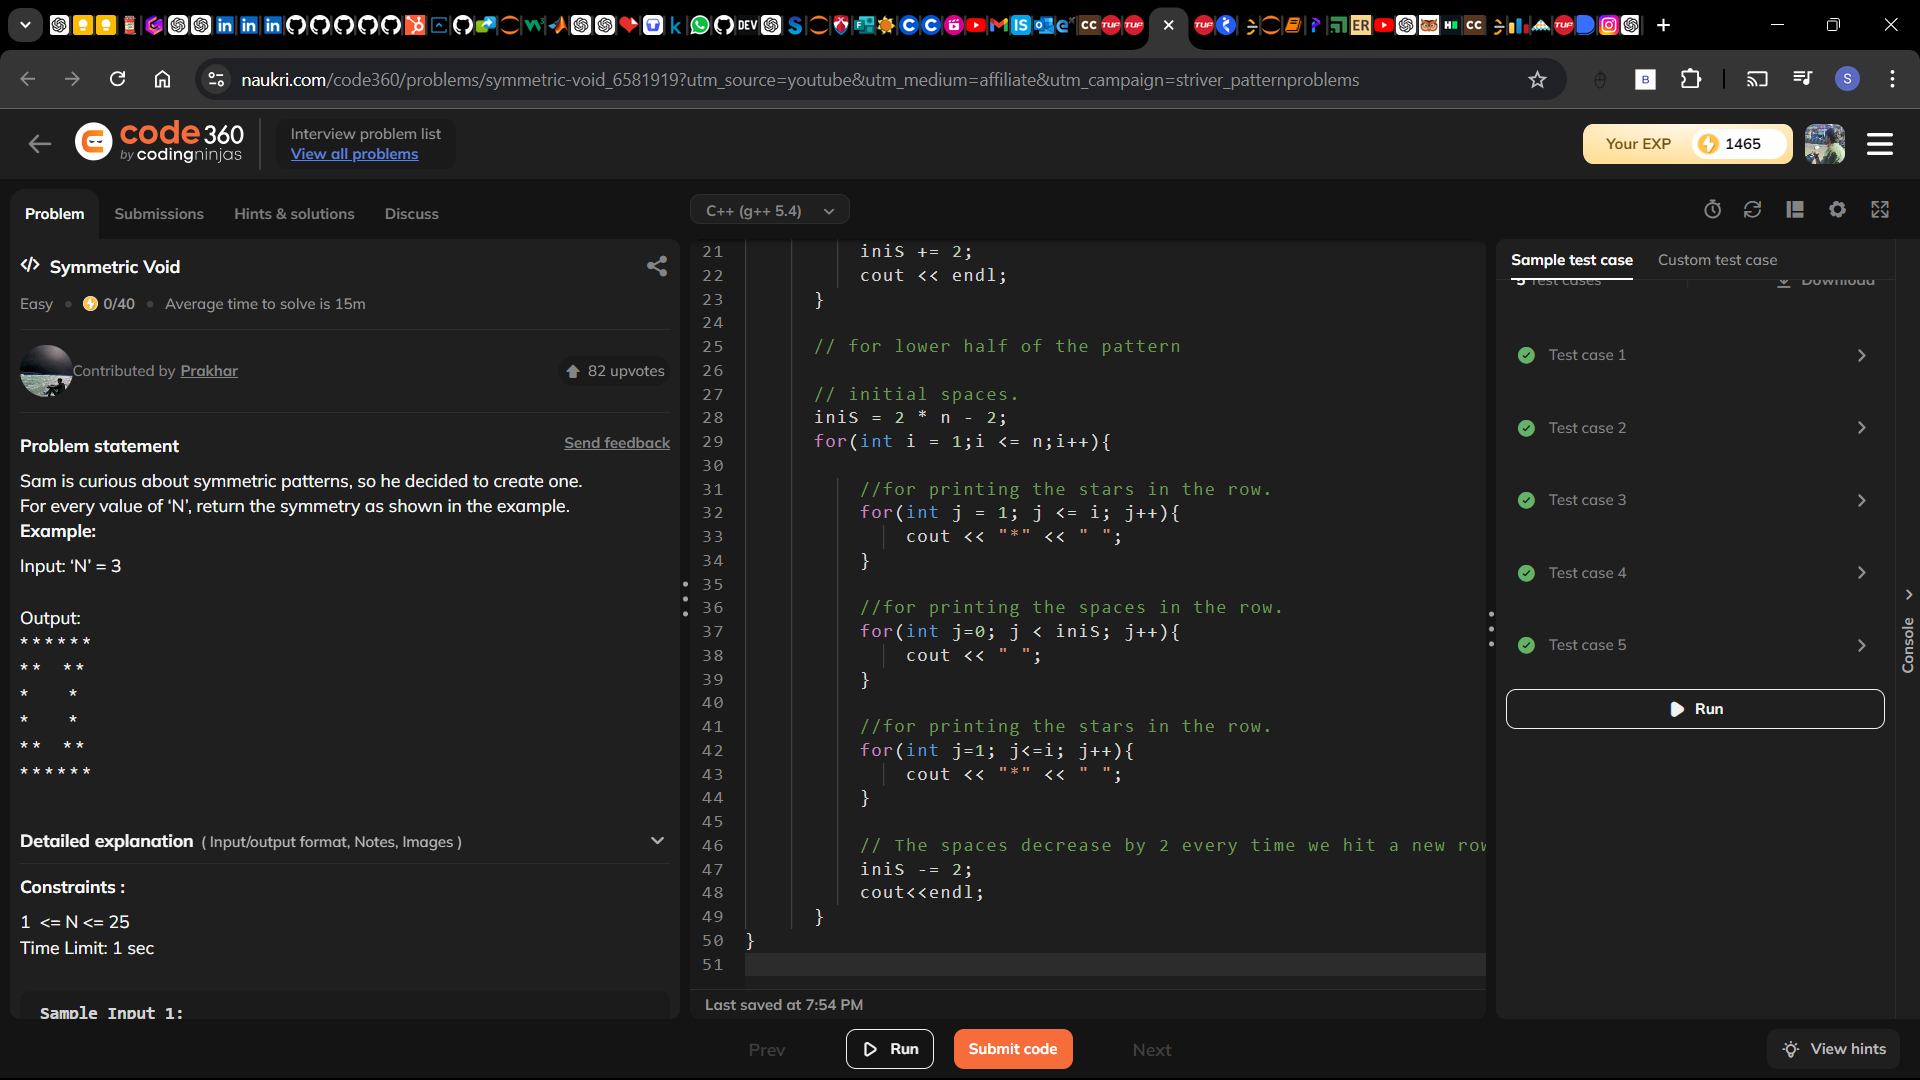 naukri.com/code360/problems/symmetric-void_6581919?utm_source=youtube&utm_medium=affiliate&utm_campaign=striver_patternproblems
code 360
by codingninjas
Interview problem list
View all problems
Your EXP 1465
Problem Submissions Hints & solutions Discuss
</> Symmetric Void
Easy • 0/40 • Average time to solve is 15m
Contributed by Prakhar
82 upvotes
Problem statement
Send feedback
Sam is curious about symmetric patterns, so he decided to create one.
For every value of ‘N’, return the symmetry as shown in the example.
Example:
Input: ‘N’ = 3
Output:
* * * * * *
* *     * *
*         *
*         *
* *     * *
* * * * * *
Detailed explanation ( Input/output format, Notes, Images )
Constraints :
1  <= N <= 25
Time Limit: 1 sec
Sample Input 1:
C++ (g++ 5.4)
21 iniS += 2;
22 cout << endl;
23 }
24
25 // for lower half of the pattern
26
27 // initial spaces.
28 iniS = 2 * n - 2;
29 for(int i = 1;i <= n;i++){
30
31 //for printing the stars in the row.
32 for(int j = 1; j <= i; j++){
33 cout << "*" << " ";
34 }
35
36 //for printing the spaces in the row.
37 for(int j=0; j < iniS; j++){
38 cout << " ";
39 }
40
41 //for printing the stars in the row.
42 for(int j=1; j<=i; j++){
43 cout << "*" << " ";
44 }
45
46 // The spaces decrease by 2 every time we hit a new row
47 iniS -= 2;
48 cout<<endl;
49 }
50 }
51
Last saved at 7:54 PM
Sample test case Custom test case
5 Test cases Download
Test case 1
Test case 2
Test case 3
Test case 4
Test case 5
Run
Console
Prev Run Submit code Next
View hints